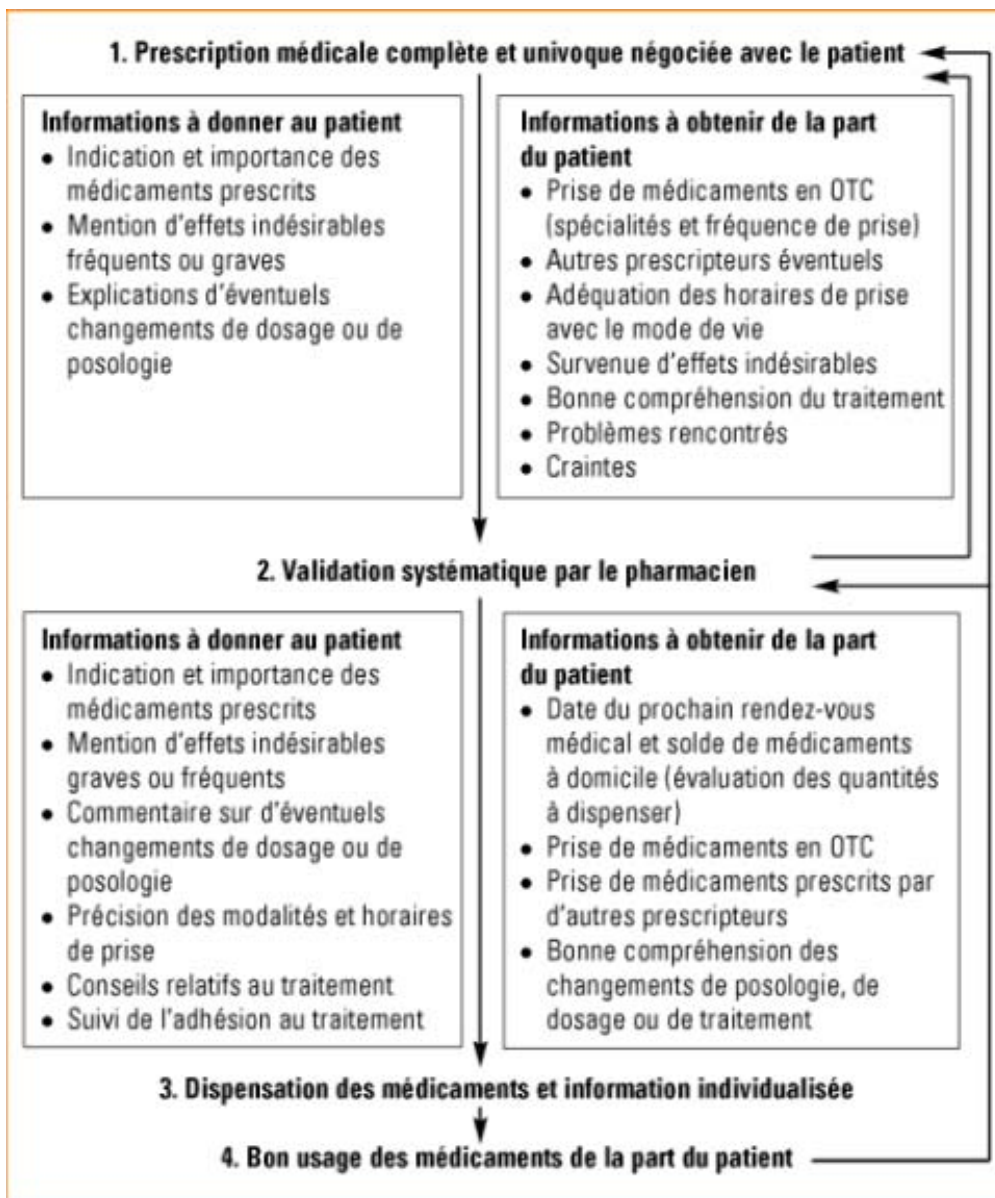 1. Prescription médicale complète et univoque négociée avec le patient
Informations à donner au patient
• Indication et importance des
médicaments prescrits
• Mention d'effets indésirables
fréquents ou graves
• Explications d'éventuels
changements de dosage ou de
posologie
Informations à obtenir de la part
du patient
• Prise de médicaments en OTC
(spécialités et fréquence de prise)
• Autres prescripteurs éventuels
• Adéquation des horaires de prise
avec le mode de vie
• Survenue d'effets indésirables
• Bonne compréhension du traitement
• Problèmes rencontrés
• Craintes
2. Validation systématique par le pharmacien
Informations à donner au patient
• Indication et importance des
médicaments prescrits
• Mention d'effets indésirables
graves ou fréquents
• Commentaire sur d'éventuels
changements de dosage ou de
posologie
• Précision des modalités et horaires
de prise
• Conseils relatifs au traitement
• Suivi de l'adhésion au traitement
Informations à obtenir de la part
du patient
• Date du prochain rendez-vous
médical et solde de médicaments
à domicile (évaluation des quantités
à dispenser)
• Prise de médicaments en OTC
• Prise de médicaments prescrits par
d'autres prescripteurs
• Bonne compréhension des
changements de posologie, de
dosage ou de traitement
3. Dispensation des médicaments et information individualisée
4. Bon usage des médicaments de la part du patient